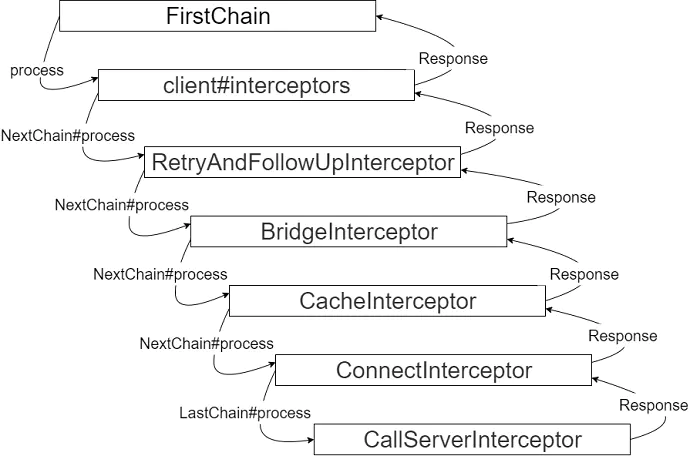 FirstChain
Response
process
client#interceptors
Response
NextChain#process
RetryAndFollowUpInterceptor
Response
NextChain#process
BridgeInterceptor
Response
NextChain#process
CacheInterceptor
Response
NextChain#process
ConnectInterceptor
Response
LastChain#process
CallServerInterceptor